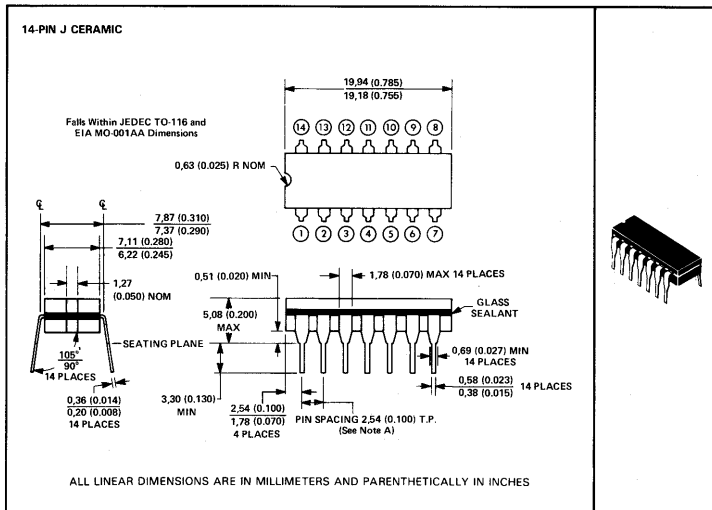 14-PIN J CERAMIC
19,94 (0.785)
19,18 (0.755)
Falls Within JEDEC TO-116 and
EIA MO-001AA Dimensions
14 13 12 11 10 9 8
0,63 (0.025) R NOM
1 2 3 4 5 6 7
℄ ℄
7,87 (0.310)
7,37 (0.290)
7,11 (0.280)
6,22 (0.245)
1,27
(0.050) NOM
0,51 (0.020) MIN
1,78 (0.070) MAX 14 PLACES
5,08 (0.200)
MAX
GLASS
SEALANT
SEATING PLANE
105°
90°
14 PLACES
0,69 (0.027) MIN
14 PLACES
0,36 (0.014)
0,20 (0.008)
14 PLACES
3,30 (0.130)
MIN
0,58 (0.023)
0,38 (0.015)
14 PLACES
2,54 (0.100)
1,78 (0.070)
4 PLACES
PIN SPACING 2,54 (0.100) T.P.
(See Note A)
ALL LINEAR DIMENSIONS ARE IN MILLIMETERS AND PARENTHETICALLY IN INCHES